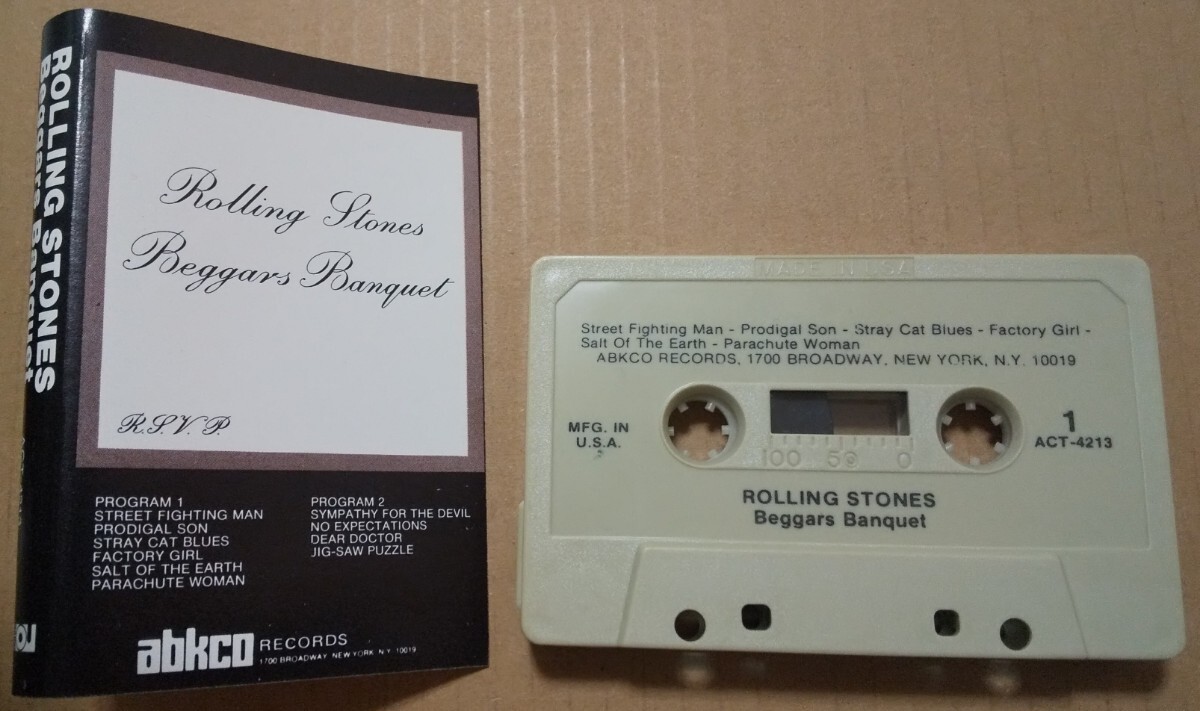 ROLLING STONES
Beggars Banquet
Rolling Stones
Beggars Banquet
R.S.V.P.
PROGRAM 1
STREET FIGHTING MAN
PRODIGAL SON
STRAY CAT BLUES
FACTORY GIRL
SALT OF THE EARTH
PARACHUTE WOMAN
PROGRAM 2
SYMPATHY FOR THE DEVIL
NO EXPECTATIONS
DEAR DOCTOR
JIG-SAW PUZZLE
abkco RECORDS
1700 BROADWAY NEW YORK N.Y. 10019
MADE IN USA
Street Fighting Man - Prodigal Son - Stray Cat Blues - Factory Girl -
Salt Of The Earth - Parachute Woman
ABKCO RECORDS, 1700 BROADWAY, NEW YORK, N.Y. 10019
MFG. IN
U.S.A.
100 50 0
1
ACT-4213
ROLLING STONES
Beggars Banquet